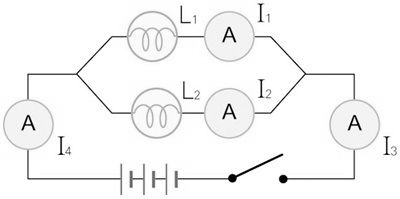 L₁ A I₁
L₂ A I₂
A I₄ A I₃